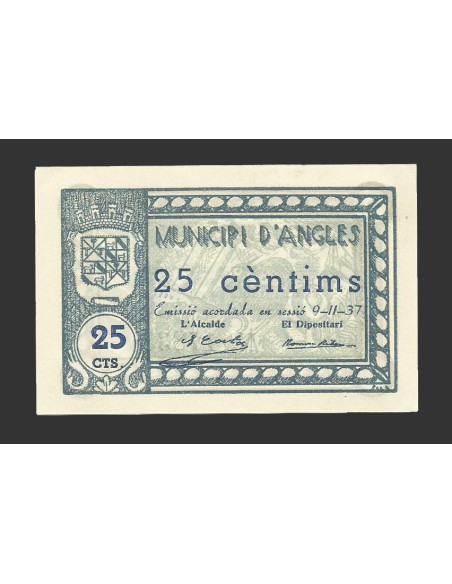 MUNICIPI D'ANGLES
25 cèntims
Emissió acordada en sessió 9-11-37
L'Alcalde
El Dipositari
25
CTS.